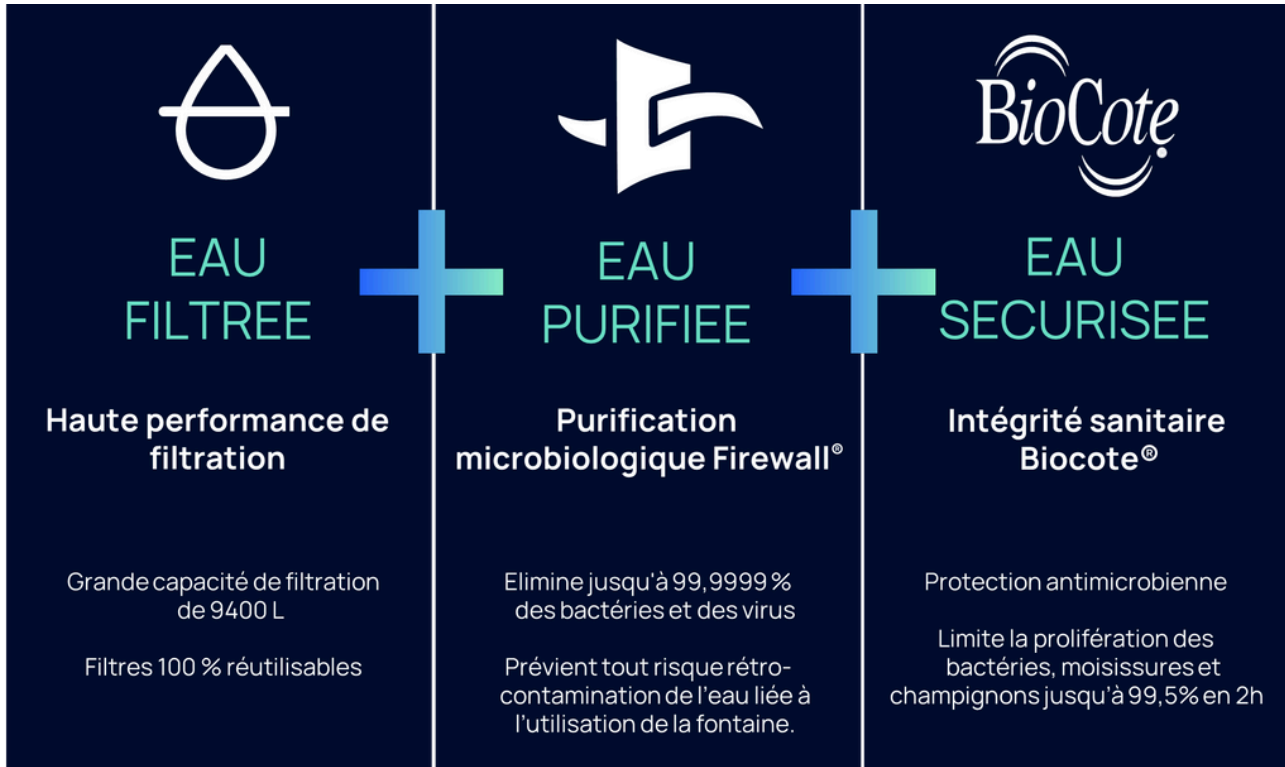 EAU
FILTREE
Haute performance de
filtration
Grande capacité de filtration
de 9400 L
Filtres 100 % réutilisables
EAU
PURIFIEE
Purification
microbiologique Firewall®
Elimine jusqu'à 99,9999 %
des bactéries et des virus
Prévient tout risque rétro-
contamination de l'eau liée à
l'utilisation de la fontaine.
BioCote
EAU
SECURISEE
Intégrité sanitaire
Biocote®
Protection antimicrobienne
Limite la prolifération des
bactéries, moisissures et
champignons jusqu'à 99,5% en 2h